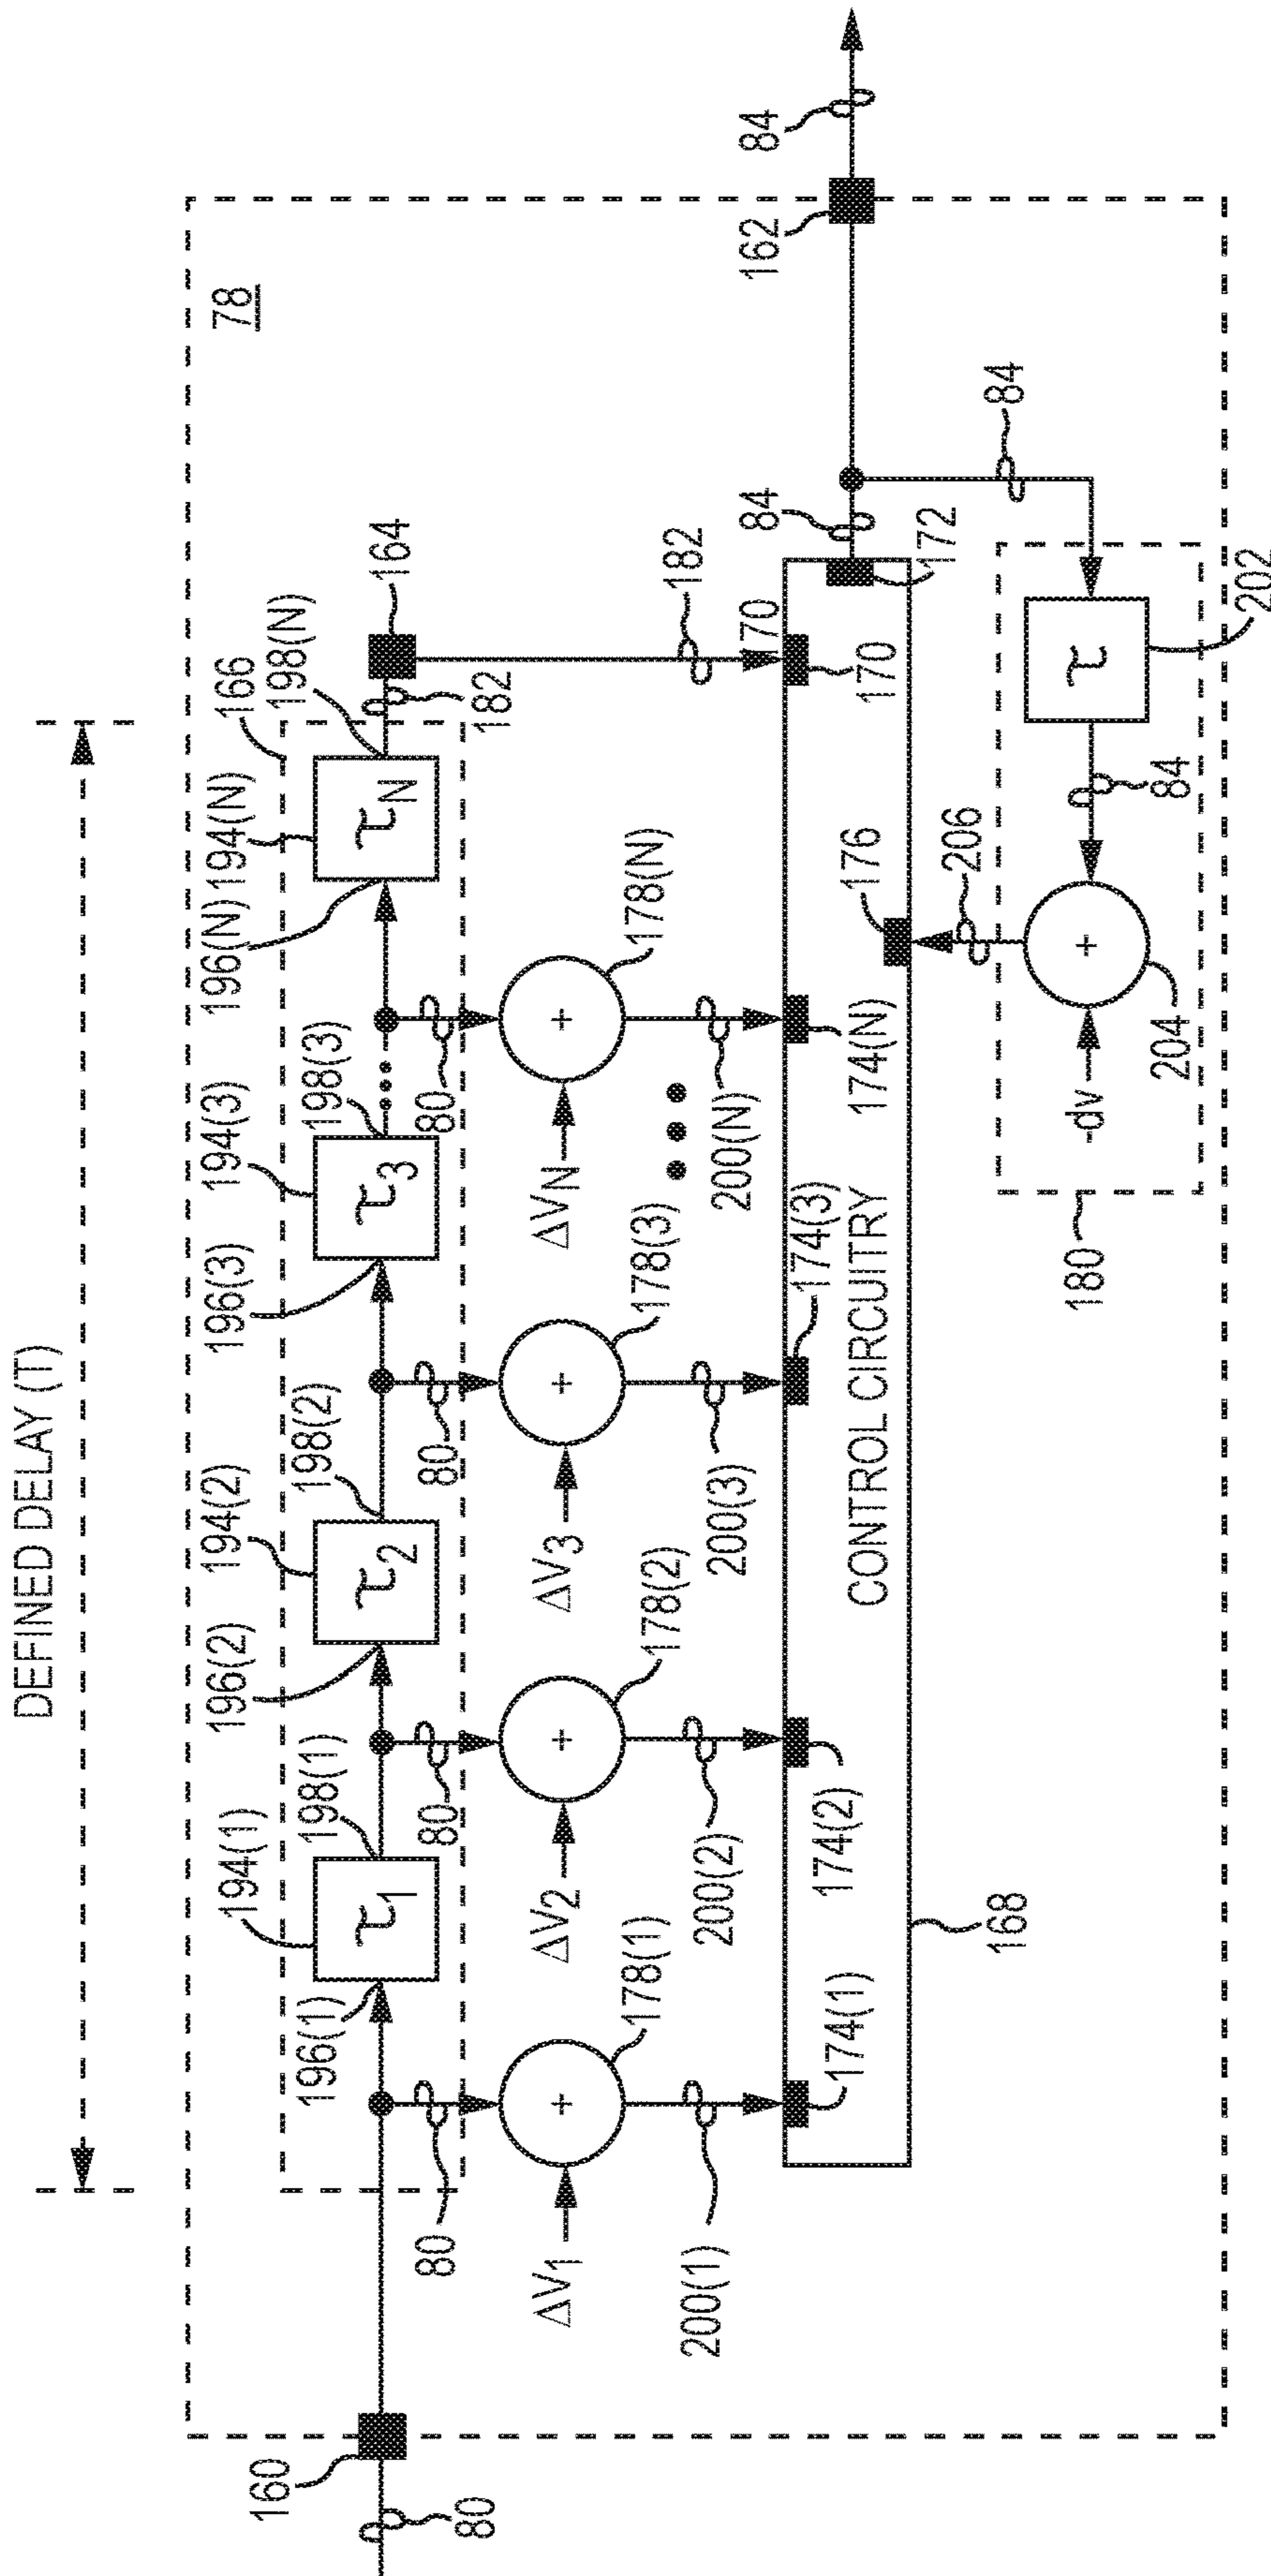 DEFINED DELAY (T)
78
194(1)
194(2)
194(3)
194(N)
166
196(1)
198(1)
196(2)
198(2)
196(3)
198(3)
196(N)
198(N)
164
τ1
τ2
τ3
τN
160
80
182
80
80
80
80
ΔV1
+
178(1)
ΔV2
+
178(2)
ΔV3
+
178(3)
ΔVN
+
178(N)
182
200(1)
200(2)
200(3)
200(N)
170
84
162
84
174(1)
174(2)
174(3)
174(N)
176
170
172
CONTROL CIRCUITRY
168
206
84
180
-dv
+
204
84
τ
202